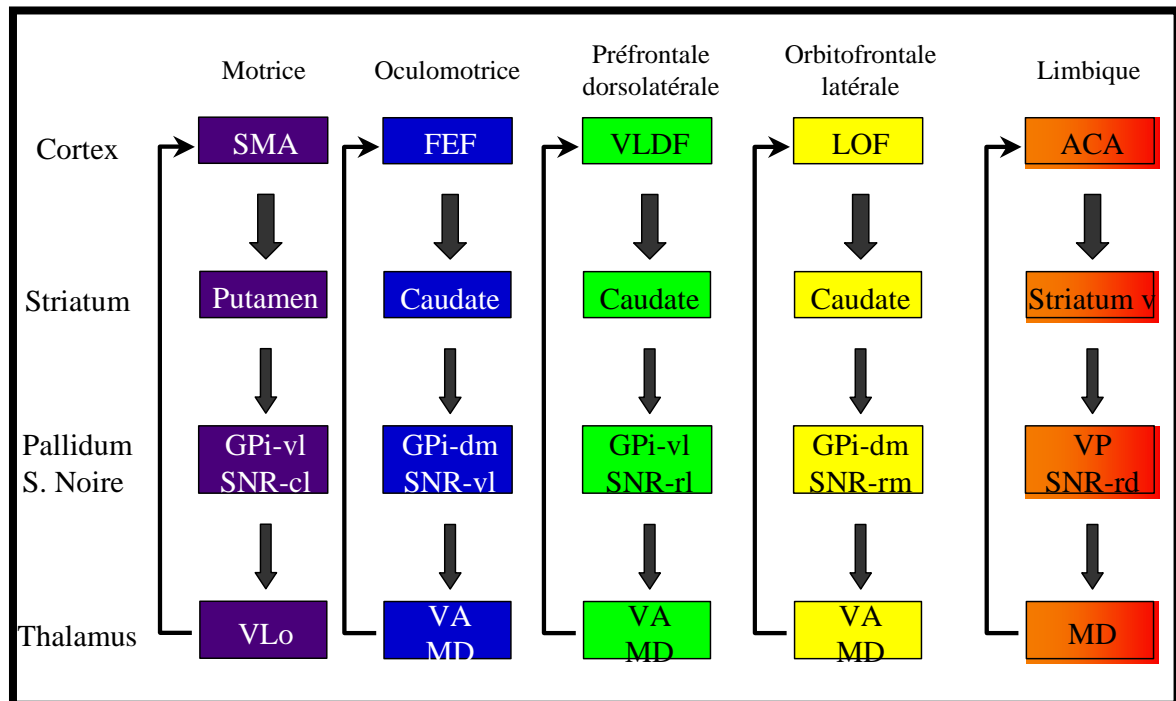 Motrice
Oculomotrice
Préfrontale
dorsolatérale
Orbitofrontale
latérale
Limbique
Cortex
SMA
FEF
VLDF
LOF
ACA
Striatum
Putamen
Caudate
Caudate
Caudate
Striatum v
Pallidum
S. Noire
GPi-vl
SNR-cl
GPi-dm
SNR-vl
GPi-vl
SNR-rl
GPi-dm
SNR-rm
VP
SNR-rd
Thalamus
VLo
VA
MD
VA
MD
VA
MD
MD